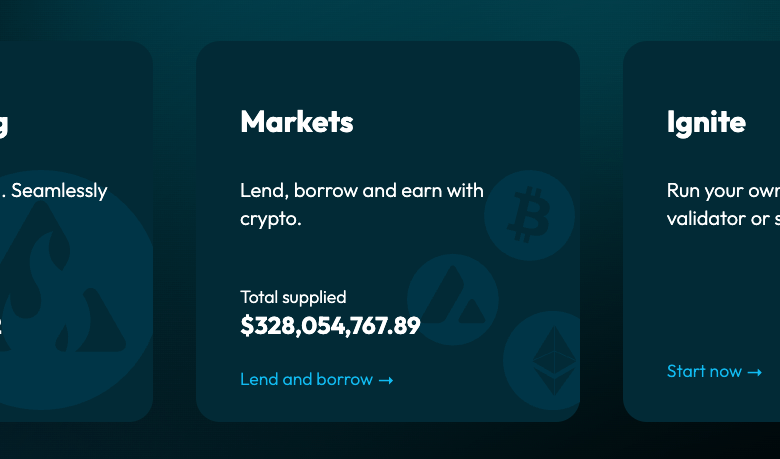 Markets
Lend, borrow and earn with
crypto.
Total supplied
$328,054,767.89
Lend and borrow →
. Seamlessly
Ignite
Run your own
validator or
Start now →